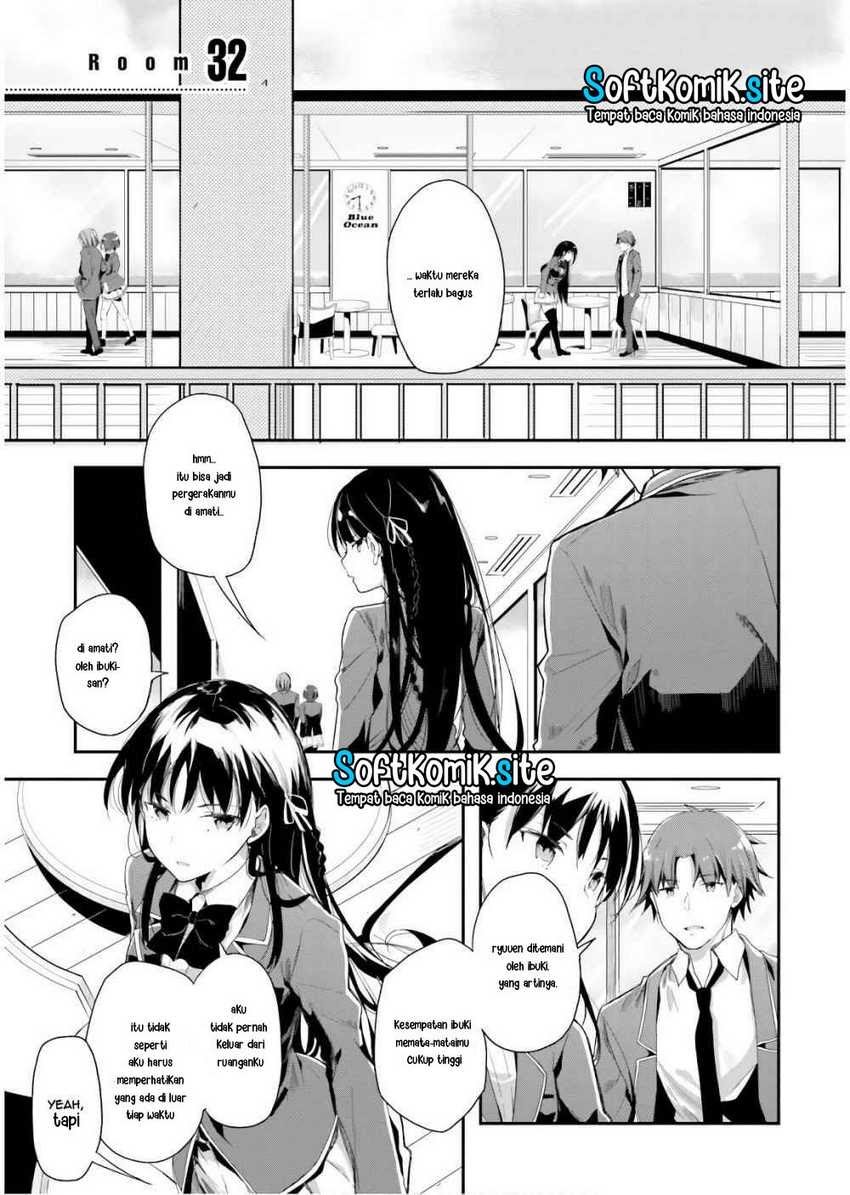 Room 32
SoftKomik.site
Tempat baca Komik bahasa indonesia
Blue
Ocean
... waktu mereka
terlalu bagus
hmm...
itu bisa jadi
pergerakanmu
di amati..
di amati?
oleh ibuki-
san?
SoftKomik.site
Tempat baca Komik bahasa indonesia
ryuuen ditemani
oleh ibuki.
yang artinya.
Kesempatan ibuki
memata-mataimu
cukup tinggi
aku
tidak pernah
keluar dari
ruanganku
itu tidak
seperti
aku harus
memperhatikan
yang ada di luar
tiap waktu
YEAH,
tapi